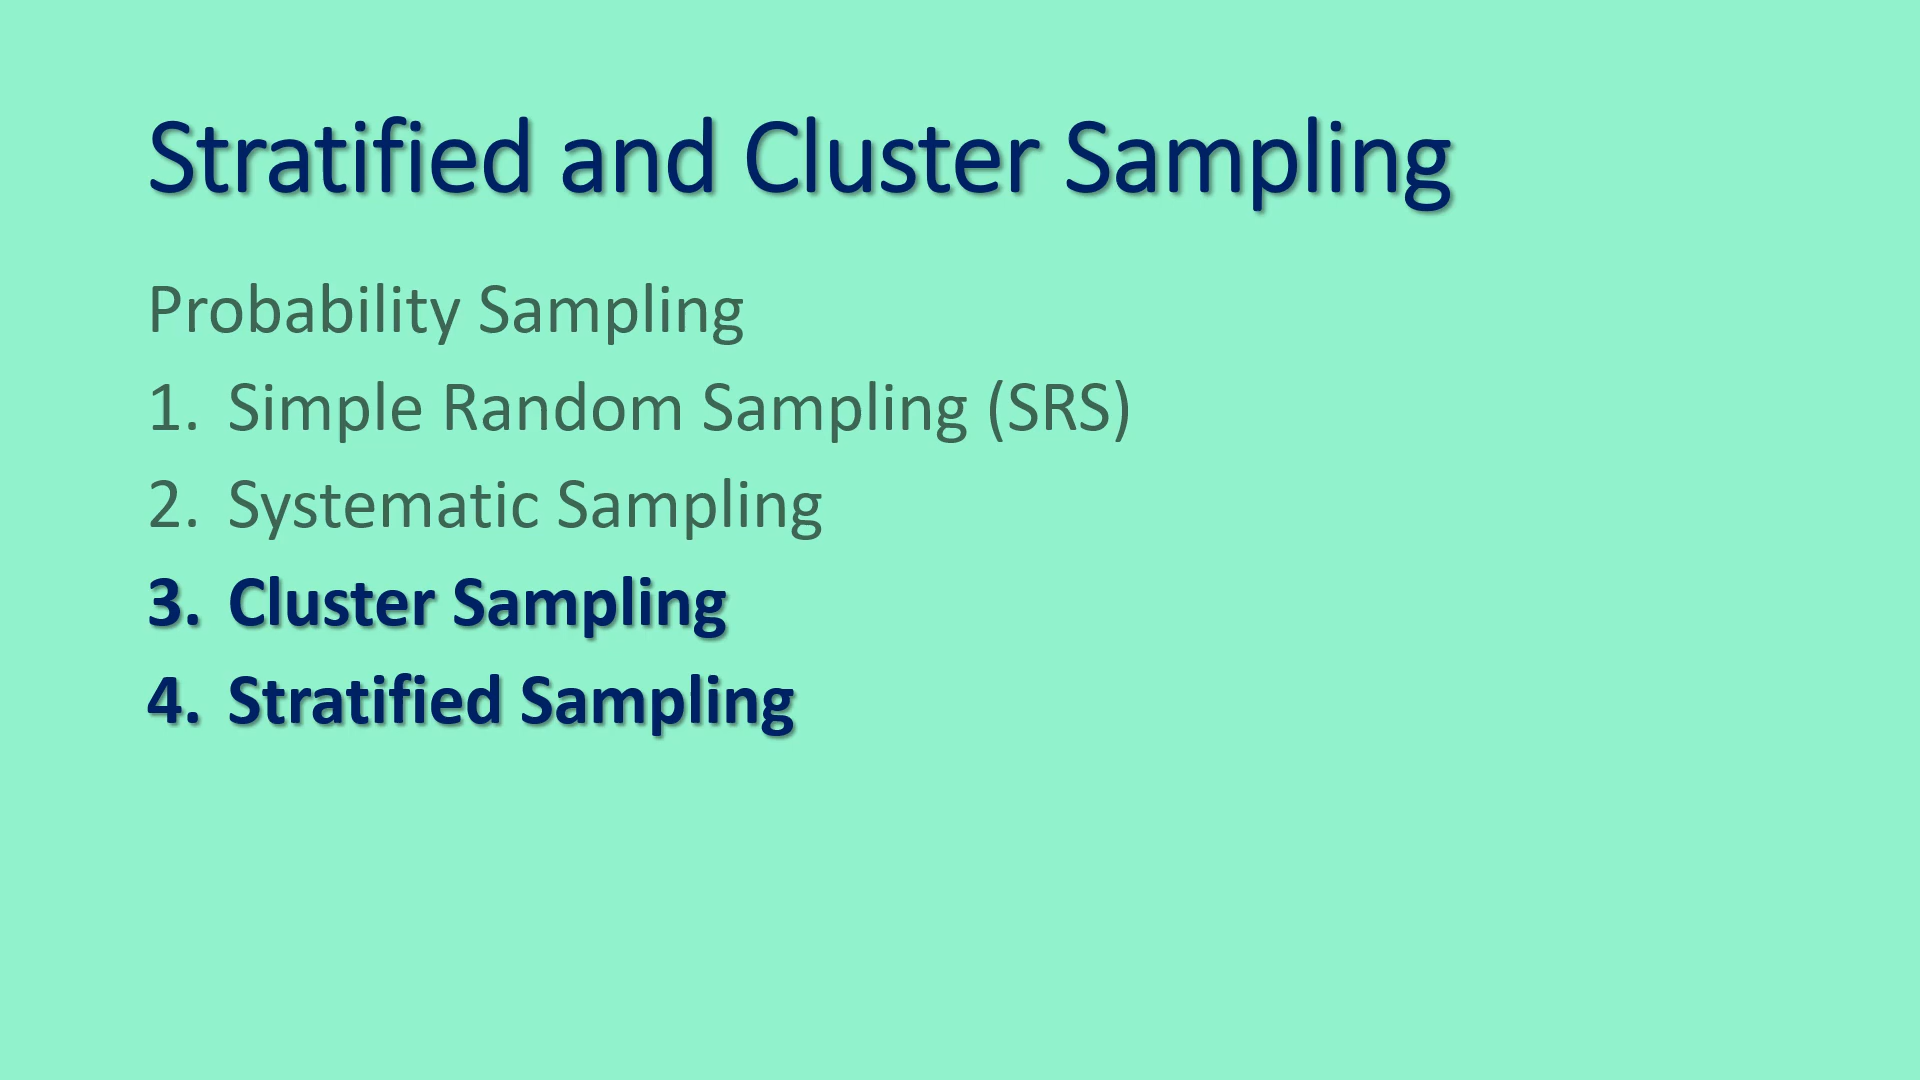 Stratified and Cluster Sampling
Probability Sampling
1. Simple Random Sampling (SRS)
2. Systematic Sampling
3. Cluster Sampling
4. Stratified Sampling